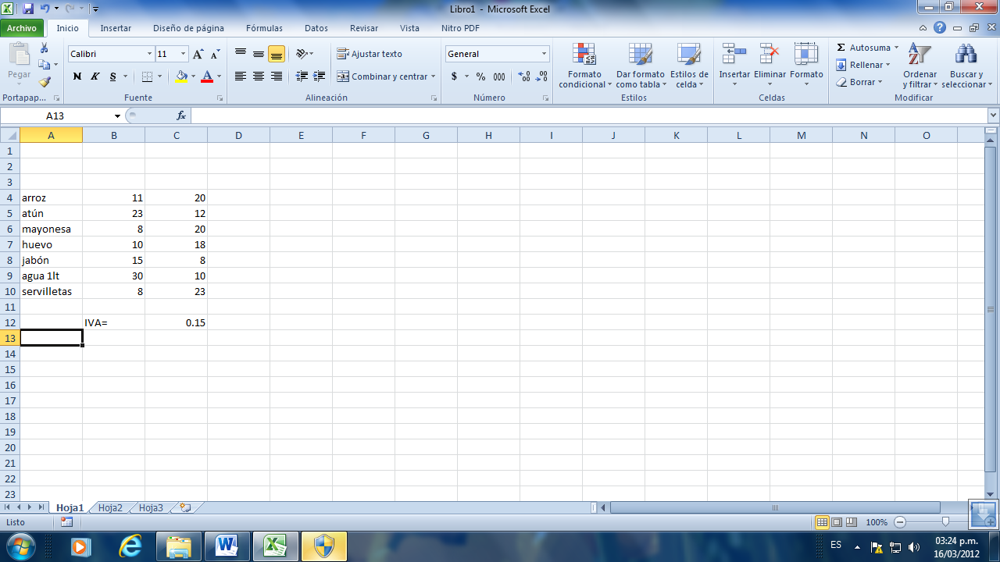 Libro1 - Microsoft Excel
Archivo Inicio Insertar Diseño de página Fórmulas Datos Revisar Vista Nitro PDF
Pegar
Calibri 11
N K S
Ajustar texto
Combinar y centrar
General
$ % 000
Formato condicional
Dar formato como tabla
Estilos de celda
Insertar Eliminar Formato
Σ Autosuma
Rellenar
Borrar
Ordenar y filtrar
Buscar y seleccionar
Portapap... Fuente Alineación Número Estilos Celdas Modificar
A13 fx
A B C D E F G H I J K L M N O
1
2
3
4 arroz 11 20
5 atún 23 12
6 mayonesa 8 20
7 huevo 10 18
8 jabón 15 8
9 agua 1lt 30 10
10 servilletas 8 23
11
12 IVA= 0.15
13
14
15
16
17
18
19
20
21
22
23
Hoja1 Hoja2 Hoja3
Listo 100%
ES 03:24 p.m.
16/03/2012